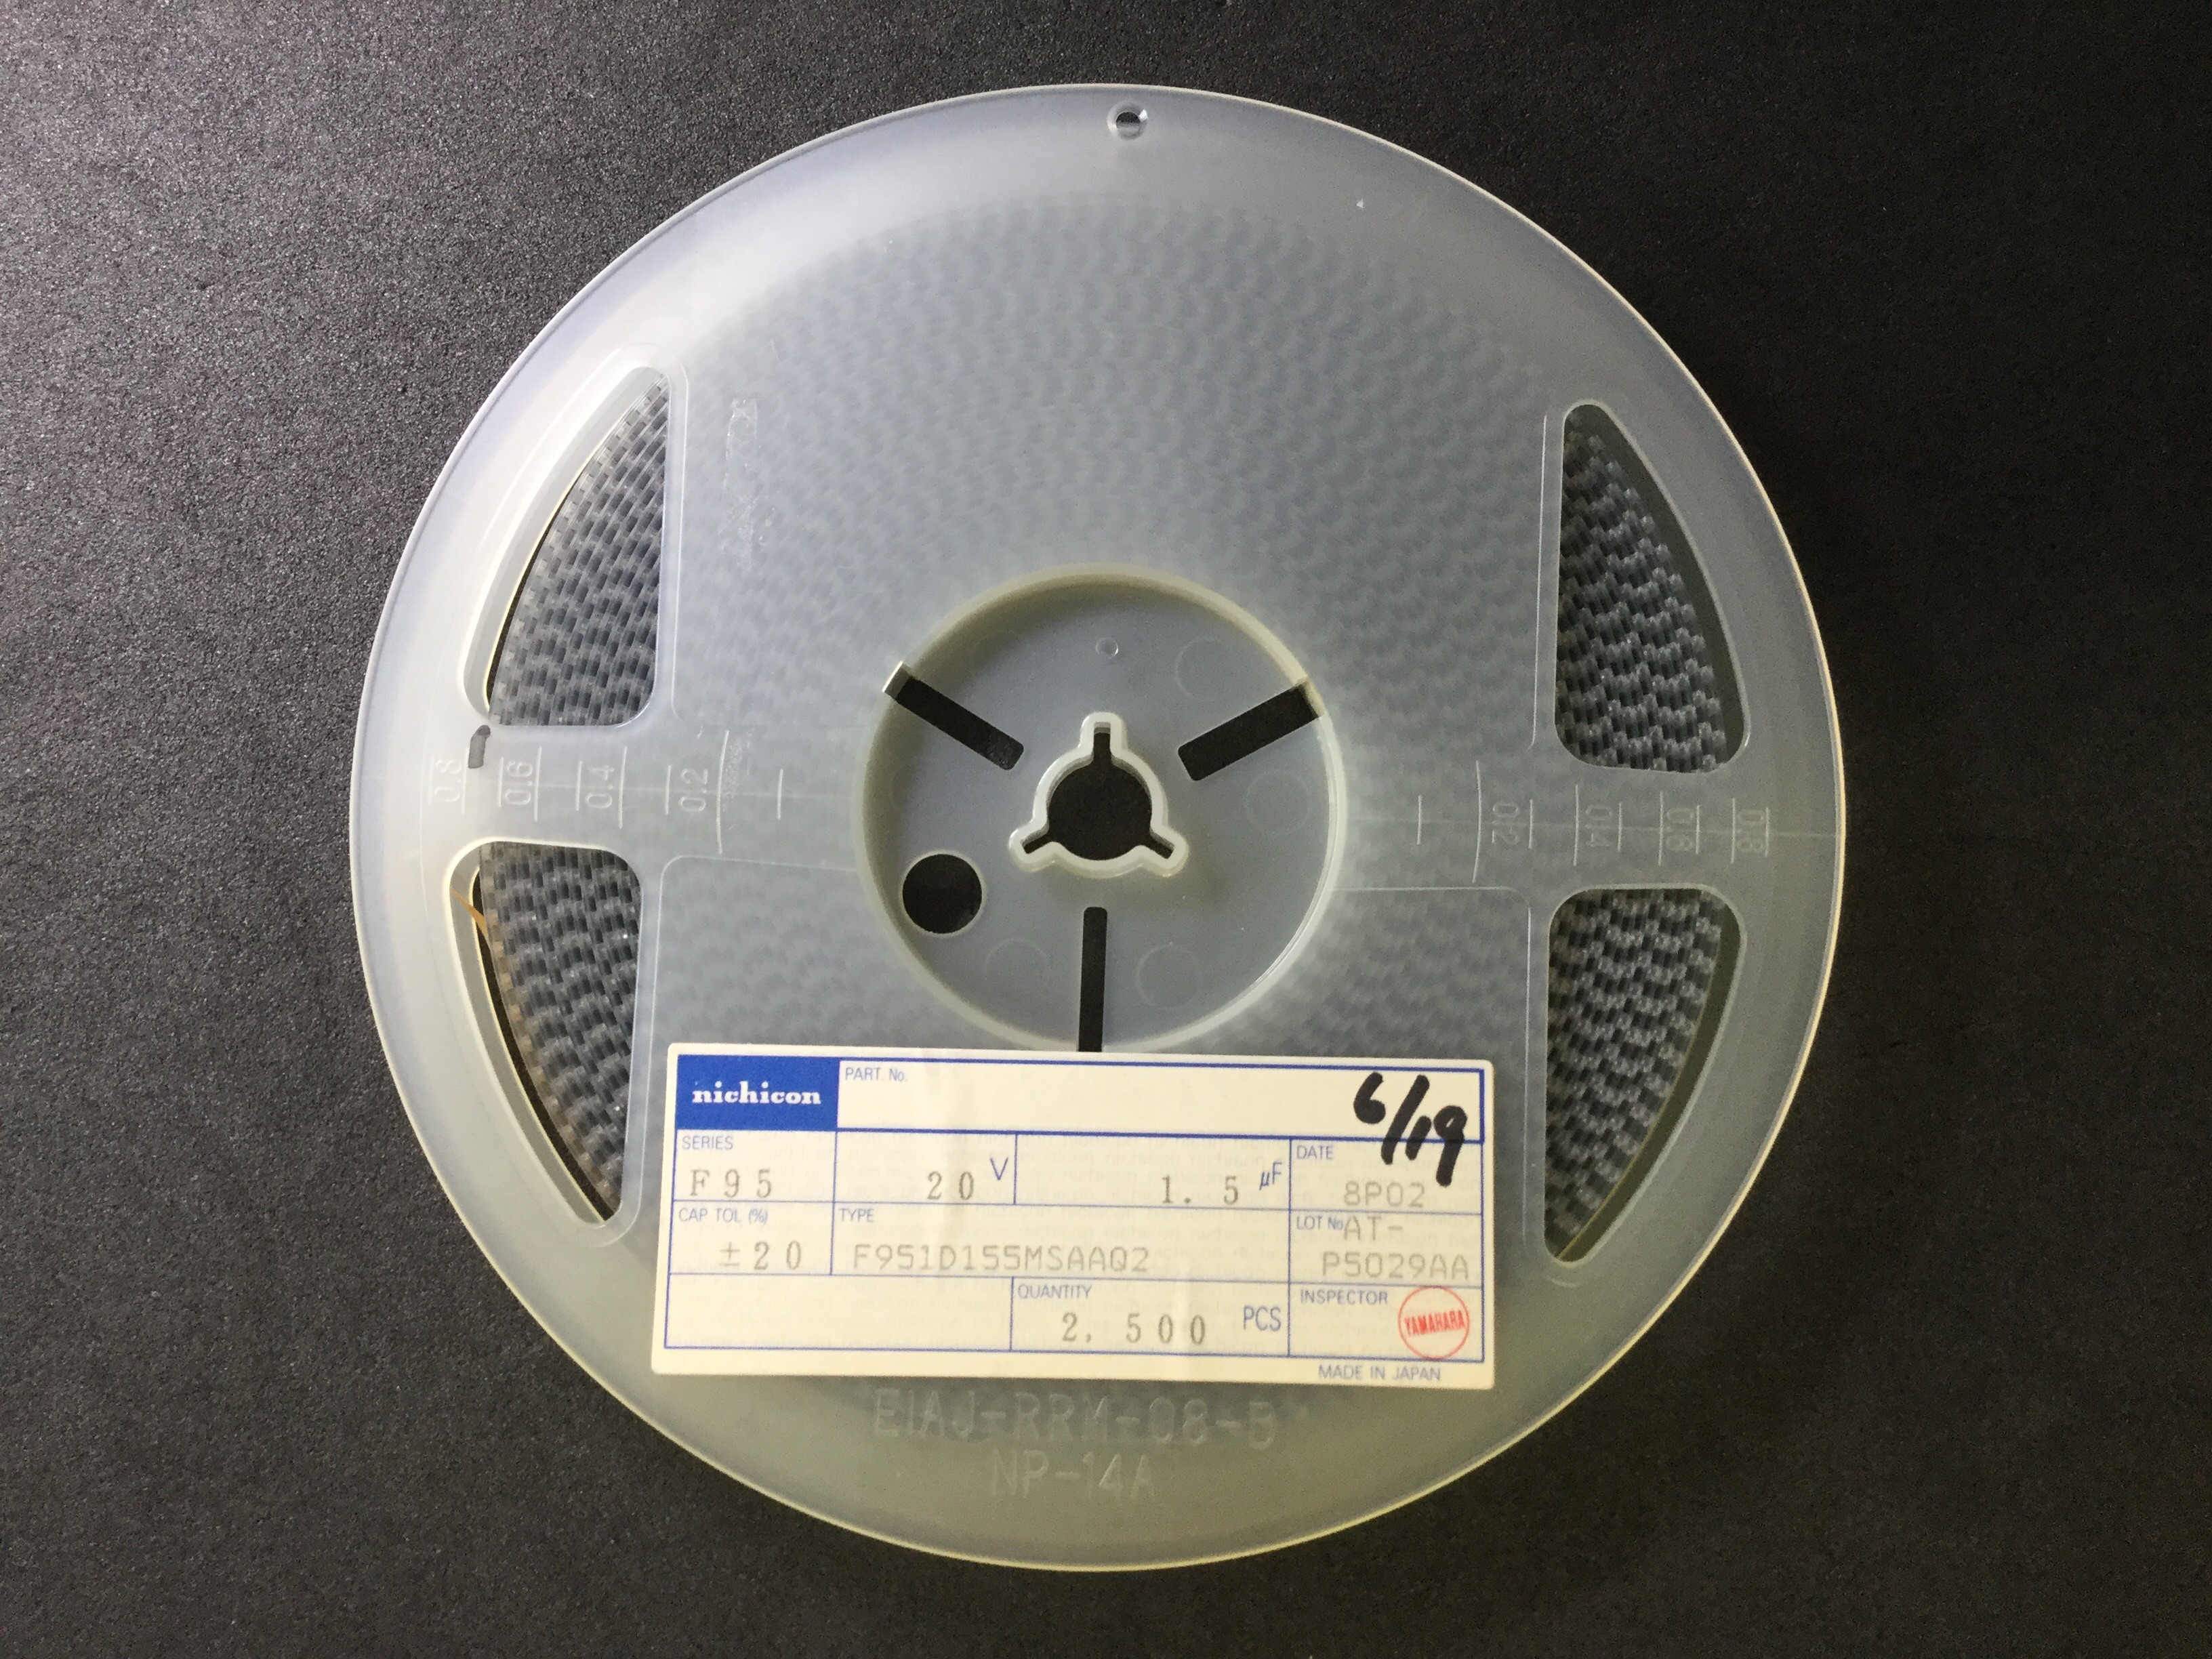 0.8 0.6 0.4 0.2
0.2 0.4 0.6 0.8
nichicon PART. No. 6/19
SERIES DATE
F95 20 V 1.5 µF 8P02
CAP TOL (%) TYPE LOT No AT-
±20 F951D155MSAAQ2 P5029AA
QUANTITY INSPECTOR
2,500 PCS YAMAHARA
MADE IN JAPAN
EIAJ-RRM-08-B
NP-14A